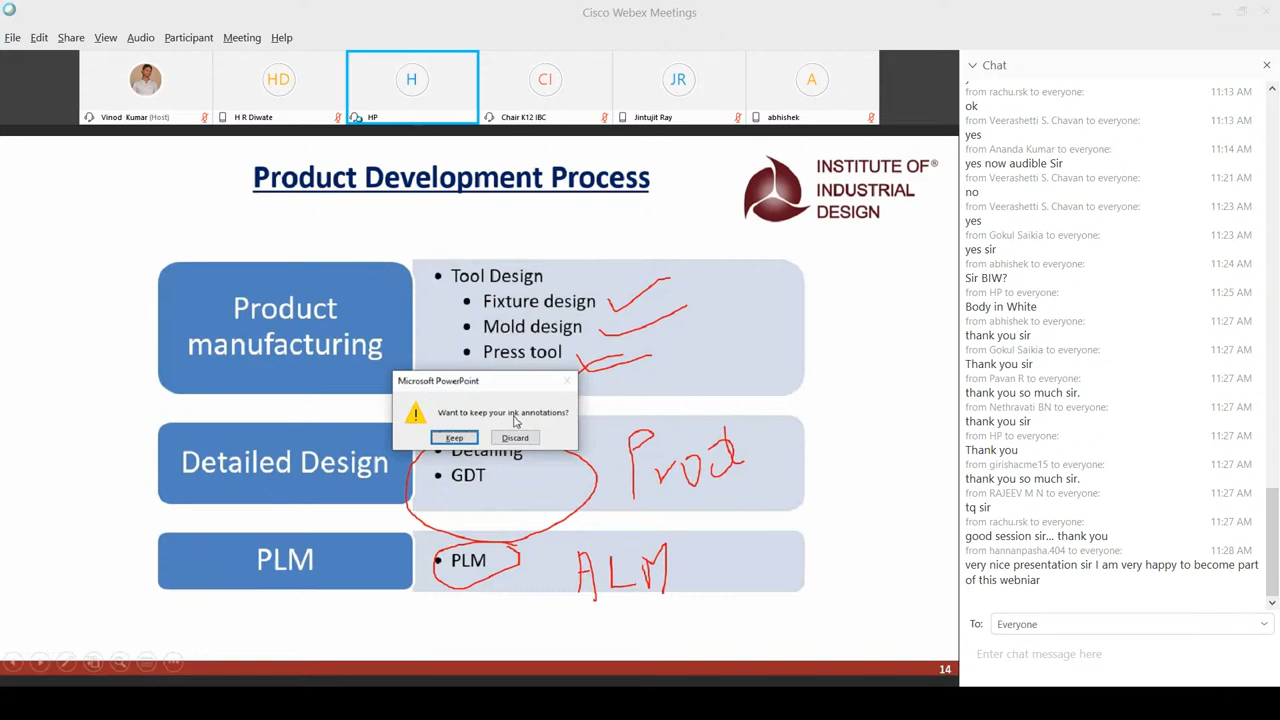 Cisco Webex Meetings
File Edit Share View Audio Participant Meeting Help
HD H CI JR A
Vinod Kumar (Host) H R Diwate HP Chair K12 IBC Jintujit Ray abhishek
Product Development Process
INSTITUTE OF®
INDUSTRIAL
DESIGN
Product
manufacturing
• Tool Design
• Fixture design
• Mold design
• Press tool
Microsoft PowerPoint
Want to keep your ink annotations?
Keep Discard
Detailed Design
• Detailing
• GDT
Prod
PLM
• PLM
ALM
14
Chat
from rachu.rsk to everyone: 11:13 AM
ok
from Veerashetti S. Chavan to everyone: 11:13 AM
yes
from Ananda Kumar to everyone: 11:14 AM
yes now audible Sir
from Veerashetti S. Chavan to everyone: 11:21 AM
no
from Veerashetti S. Chavan to everyone: 11:23 AM
yes
from Gokul Saikia to everyone: 11:23 AM
yes sir
from abhishek to everyone: 11:24 AM
Sir BIW?
from HP to everyone: 11:25 AM
Body in White
from abhishek to everyone: 11:27 AM
thank you sir
from Gokul Saikia to everyone: 11:27 AM
Thank you sir
from Pavan R to everyone: 11:27 AM
thank you so much sir.
from Nethravati BN to everyone: 11:27 AM
thank you sir
from HP to everyone: 11:27 AM
Thank you
from girishacme15 to everyone: 11:27 AM
thank you so much sir.
from RAJEEV M N to everyone: 11:27 AM
tq sir
from rachu.rsk to everyone: 11:27 AM
good session sir... thank you
from hannanpasha.404 to everyone: 11:28 AM
very nice presentation sir I am very happy to become part
of this webniar
To: Everyone
Enter chat message here